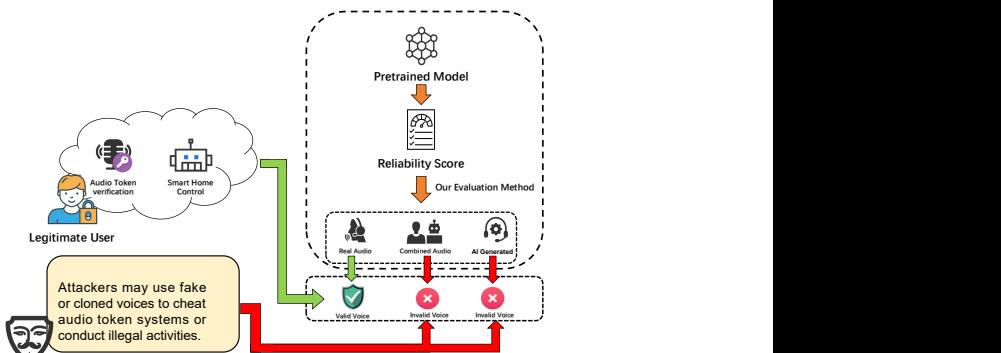 Pretrained Model
Reliability Score
Our Evaluation Method
Audio Token
verification
Smart Home
Control
Legitimate User
Real Audio
Combined Audio
AI Generated
Valid Voice
Invalid Voice
Invalid Voice
Attackers may use fake
or cloned voices to cheat
audio token systems or
conduct illegal activities.